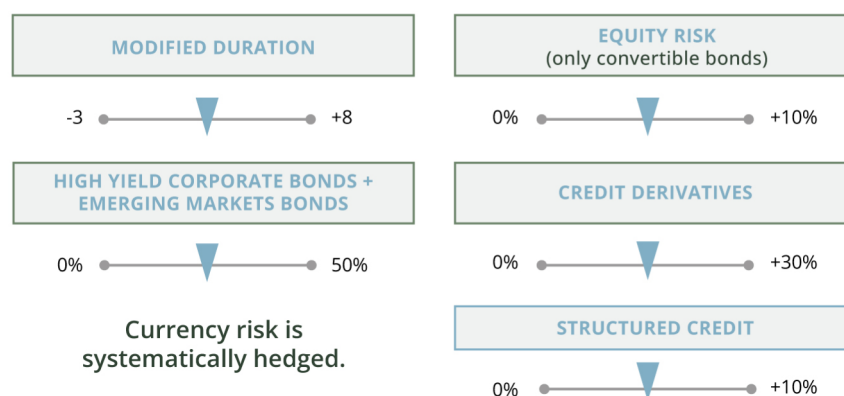 MODIFIED DURATION
-3 +8
HIGH YIELD CORPORATE BONDS +
EMERGING MARKETS BONDS
0% 50%
Currency risk is
systematically hedged.
EQUITY RISK
(only convertible bonds)
0% +10%
CREDIT DERIVATIVES
0% +30%
STRUCTURED CREDIT
0% +10%